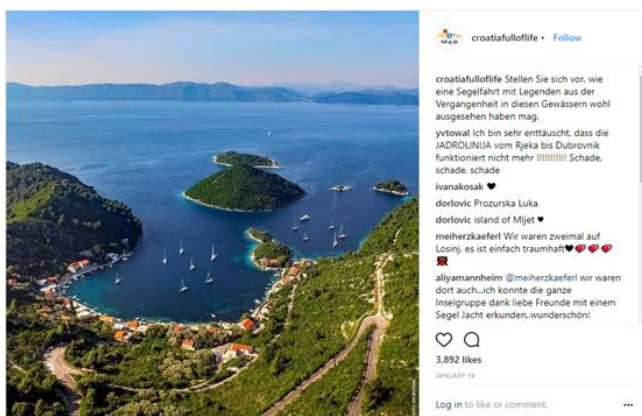 croatiafulloflife • Follow
croatiafulloflife Stellen Sie sich vor, wie
eine Segelfahrt mit Legenden aus der
Vergangenheit in diesen Gewässern wohl
ausgesehen haben mag.
yvtowal Ich bin sehr enttäuscht, dass die
JADROLINIJA vom Rjeka bis Dubrovnik
funktioniert nicht mehr !!!!!!!!!!! Schade,
schade, schade
ivanakosak ♥
dorlovic Prozurska Luka
dorlovic island of Mljet ♥
meiherzkaeferl Wir waren zweimal auf
Losinj, es ist einfach traumhaft♥💞💞💞
🐞
aliyamannheim @meiherzkaeferl wir waren
dort auch...ich konnte die ganze
Inselgruppe dank liebe Freunde mit einem
Segel Jacht erkunden..wunderschön!
3,892 likes
JANUARY 18
Log in to like or comment.